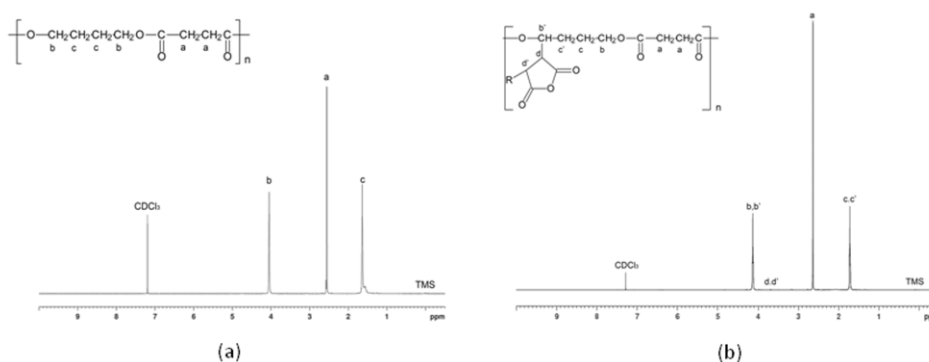 O—CH₂CH₂CH₂CH₂O—C—CH₂CH₂C
b c c b O a a O n
a
b
c
CDCl₃
TMS
9 8 7 6 5 4 3 2 1 ppm
(a)
b'
O—CH-CH₂CH₂CH₂O—C—CH₂CH₂C
d c' c b O a a O
d'
R
O
O
O
n
a
b,b'
c,c'
d,d'
CDCl₃
TMS
9 8 7 6 5 4 3 2 1 p
(b)